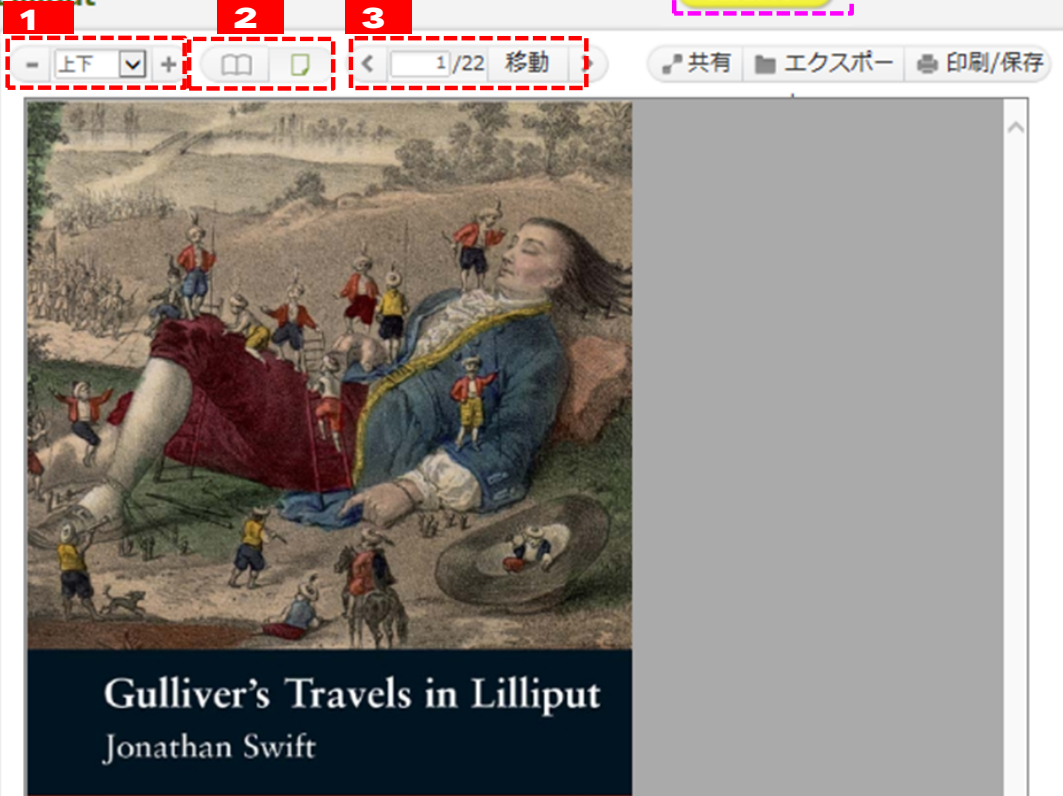 1 2 3
- 上下 + < 1 /22 移動 > 共有 エクスポー 印刷/保存
Gulliver's Travels in Lilliput
Jonathan Swift